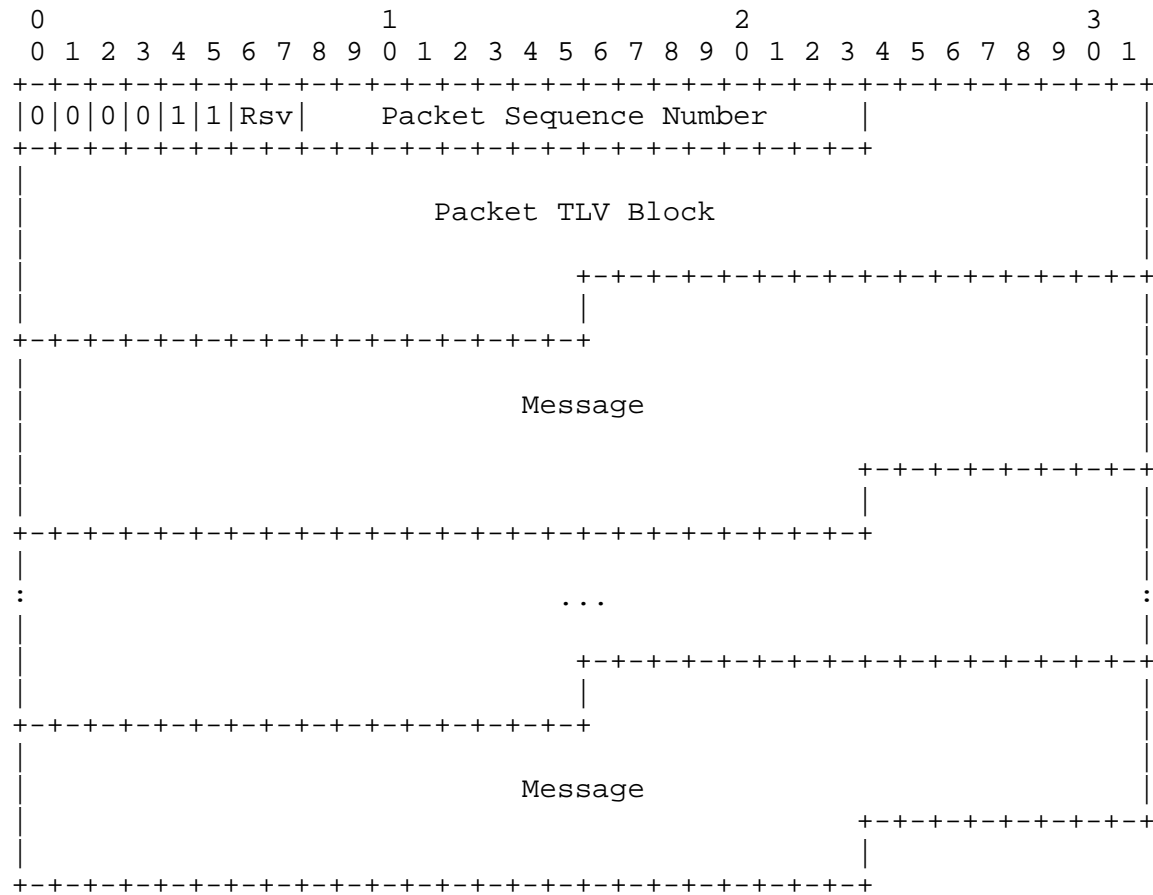 0                   1                   2                   3
    0 1 2 3 4 5 6 7 8 9 0 1 2 3 4 5 6 7 8 9 0 1 2 3 4 5 6 7 8 9 0 1
   +-+-+-+-+-+-+-+-+-+-+-+-+-+-+-+-+-+-+-+-+-+-+-+-+-+-+-+-+-+-+-+-+
   |0|0|0|0|1|1|Rsv|    Packet Sequence Number     |               |
   +-+-+-+-+-+-+-+-+-+-+-+-+-+-+-+-+-+-+-+-+-+-+-+-+               |
   |                                                               |
   |                       Packet TLV Block                        |
   |                                                               |
   |                               +-+-+-+-+-+-+-+-+-+-+-+-+-+-+-+-+
   |                               |                               |
   +-+-+-+-+-+-+-+-+-+-+-+-+-+-+-+-+                               |
   |                                                               |
   |                            Message                            |
   |                                                               |
   |                                               +-+-+-+-+-+-+-+-+
   |                                               |               |
   +-+-+-+-+-+-+-+-+-+-+-+-+-+-+-+-+-+-+-+-+-+-+-+-+               |
   |                                                               |
   :                              ...                              :
   |                                                               |
   |                               +-+-+-+-+-+-+-+-+-+-+-+-+-+-+-+-+
   |                               |                               |
   +-+-+-+-+-+-+-+-+-+-+-+-+-+-+-+-+                               |
   |                                                               |
   |                            Message                            |
   |                                               +-+-+-+-+-+-+-+-+
   |                                               |
   +-+-+-+-+-+-+-+-+-+-+-+-+-+-+-+-+-+-+-+-+-+-+-+-+